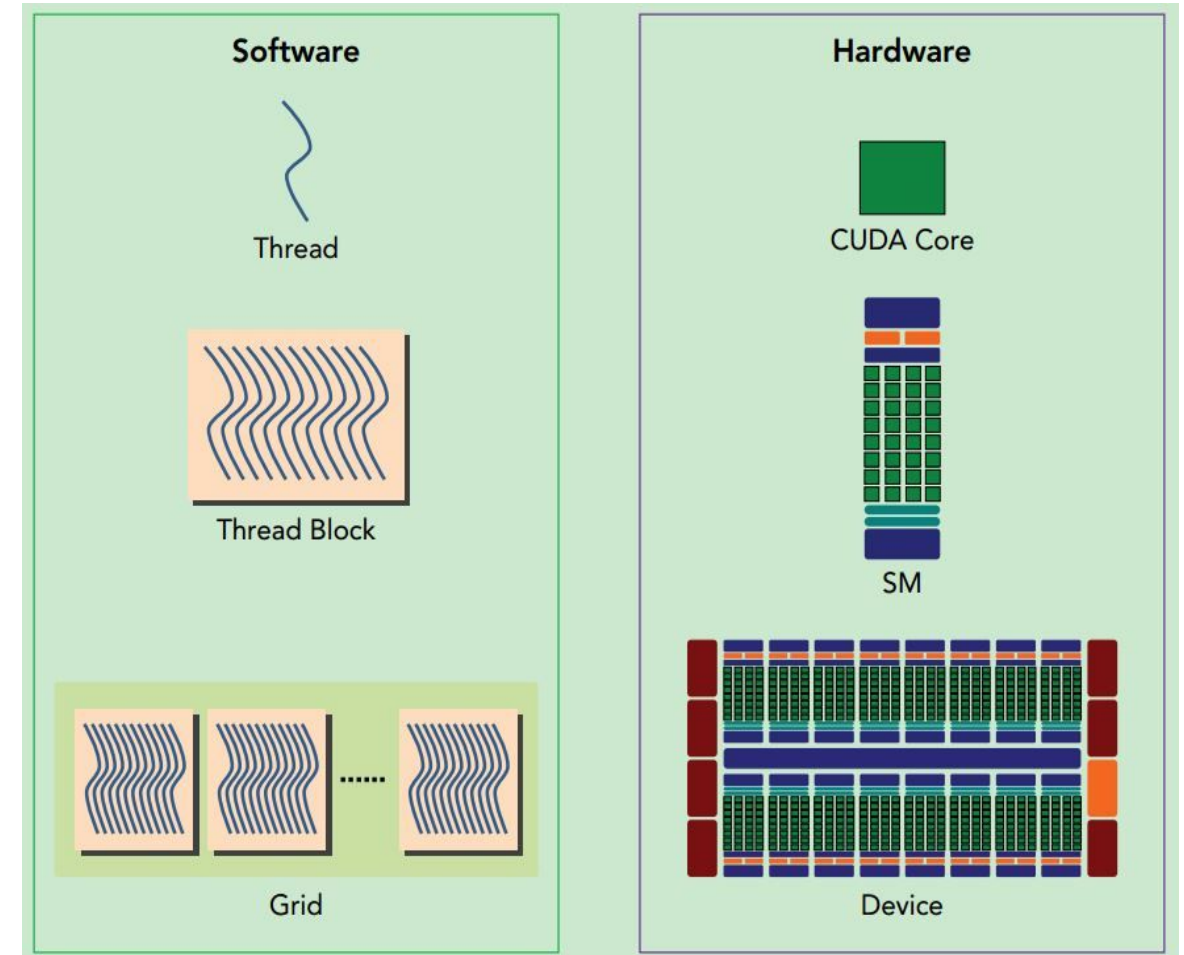 Software
Thread
Thread Block
Grid
Hardware
CUDA Core
SM
Device